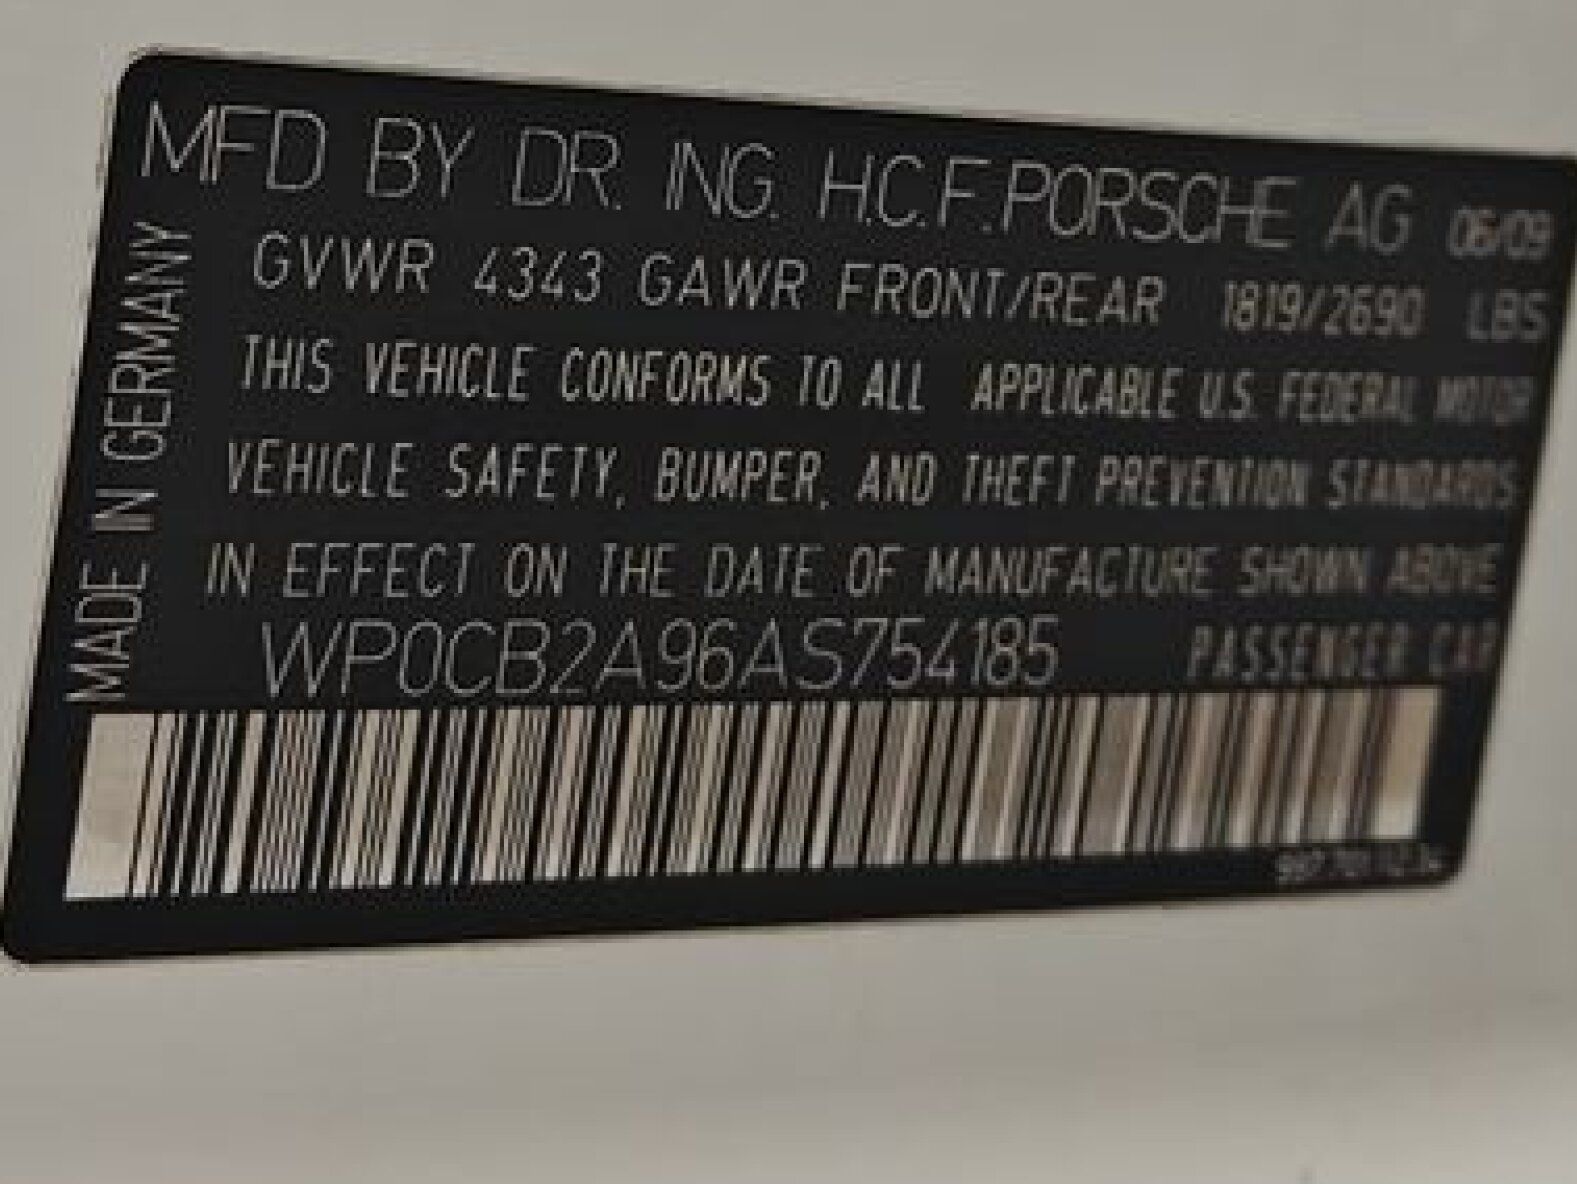 MFD BY DR. ING. H.C.F. PORSCHE AG 06/09
GVWR 4343 GAWR FRONT/REAR 1819/2690 LBS
THIS VEHICLE CONFORMS TO ALL APPLICABLE U.S. FEDERAL MOTOR
VEHICLE SAFETY, BUMPER, AND THEFT PREVENTION STANDARDS
IN EFFECT ON THE DATE OF MANUFACTURE SHOWN ABOVE
WP0CB2A96AS754185 PASSENGER CAR
MADE IN GERMANY